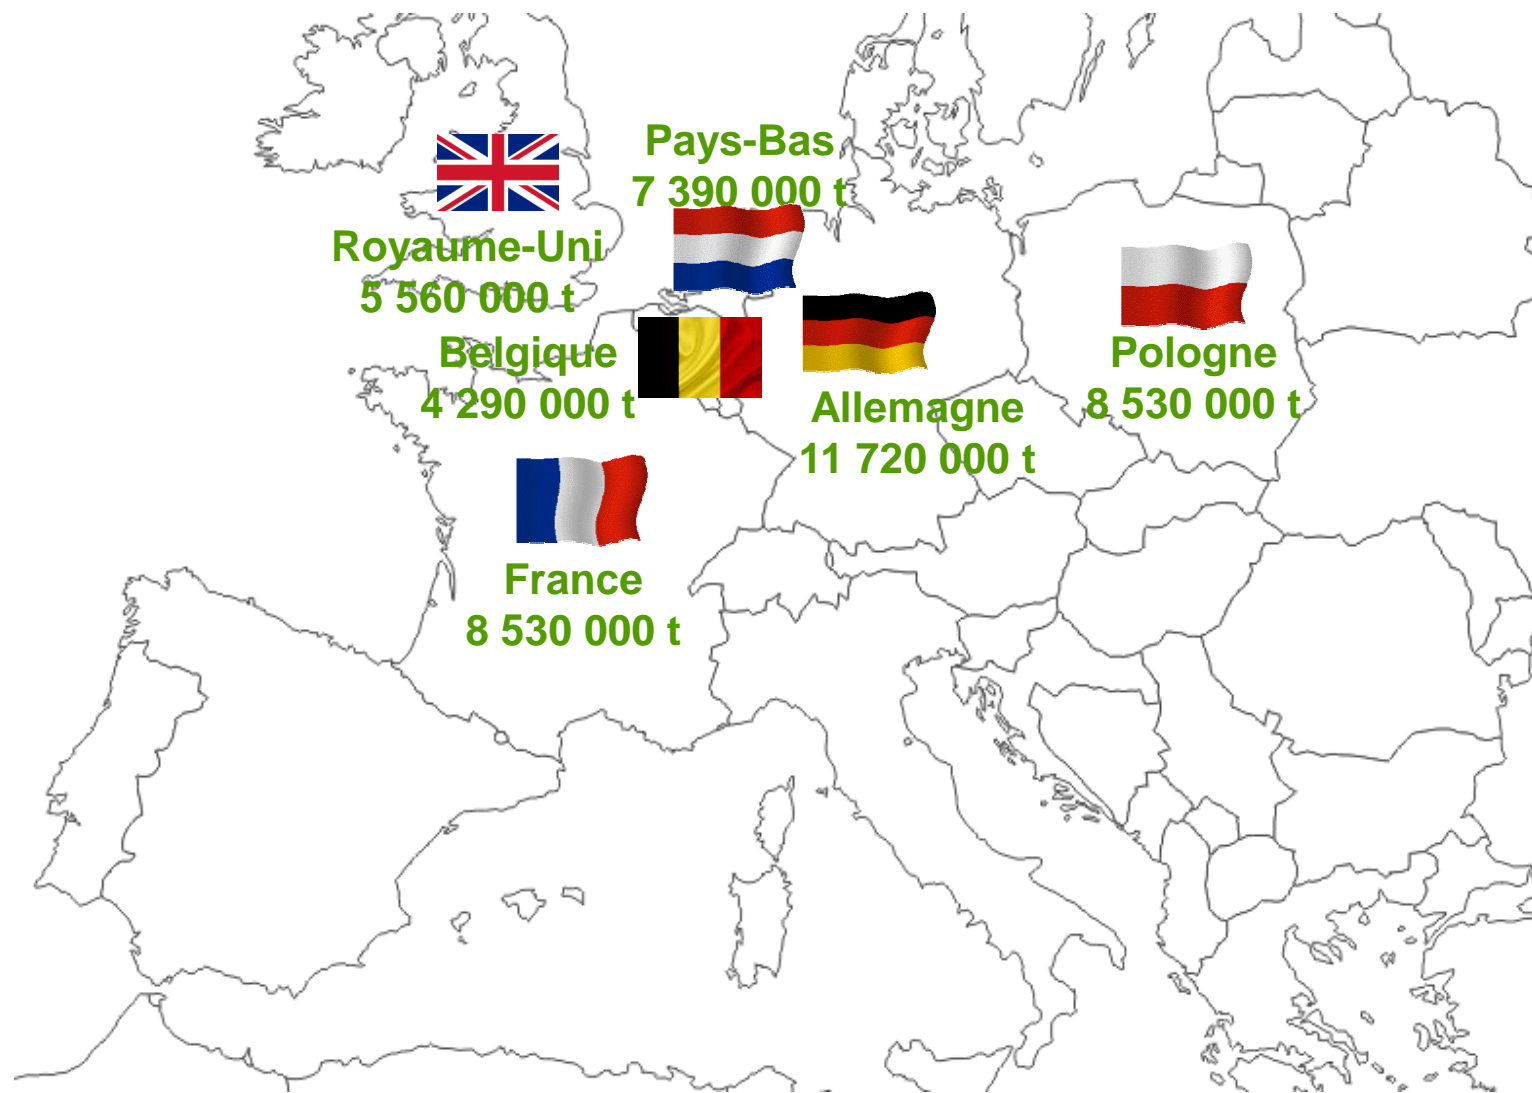 Pays-Bas
7 390 000 t
Royaume-Uni
5 560 000 t
Belgique
4 290 000 t
Pologne
8 530 000 t
Allemagne
11 720 000 t
France
8 530 000 t